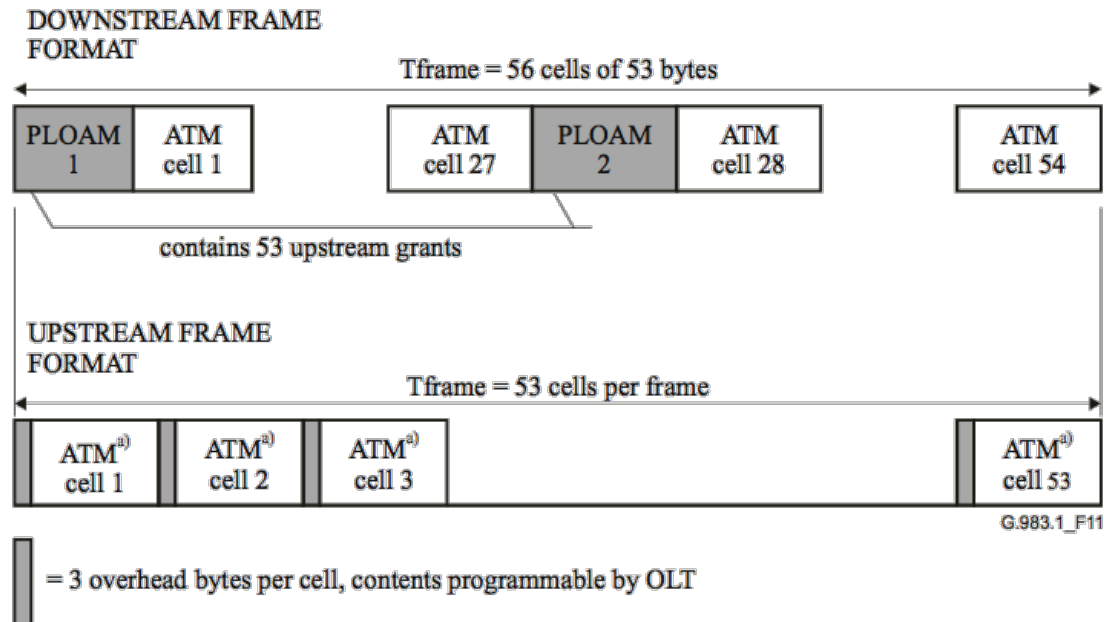 DOWNSTREAM FRAME
FORMAT
Tframe = 56 cells of 53 bytes
PLOAM
1
ATM
cell 1
ATM
cell 27
PLOAM
2
ATM
cell 28
ATM
cell 54
contains 53 upstream grants
UPSTREAM FRAME
FORMAT
Tframe = 53 cells per frame
ATMa)
cell 1
ATMa)
cell 2
ATMa)
cell 3
ATMa)
cell 53
G.983.1_F11
= 3 overhead bytes per cell, contents programmable by OLT